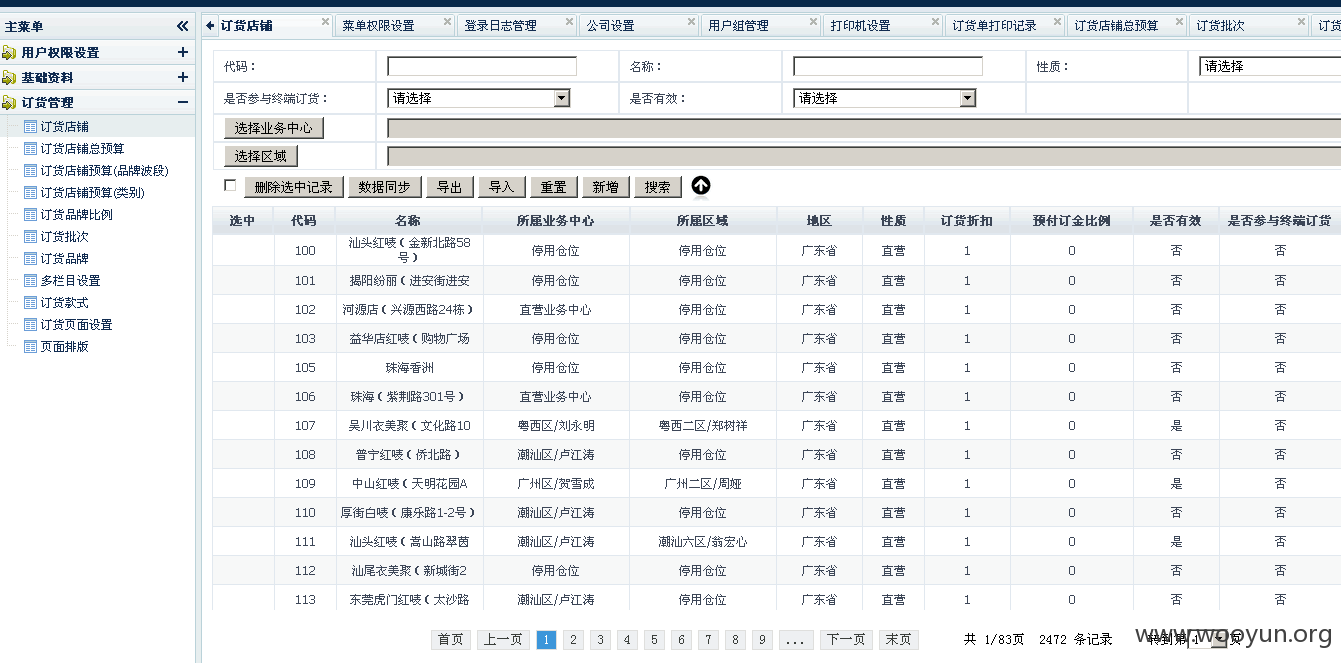 主菜单
用户权限设置
基础资料
订货管理
订货店铺
订货店铺总预算
订货店铺预算(品牌波段)
订货店铺预算(类别)
订货品牌比例
订货批次
订货品牌
多栏目设置
订货款式
订货页面设置
页面排版
订货店铺 菜单权限设置 登录日志管理 公司设置 用户组管理 打印机设置 订货单打印记录 订货店铺总预算 订货批次 订货
代码： 名称： 性质： 请选择
是否参与终端订货： 请选择 是否有效： 请选择
选择业务中心
选择区域
删除选中记录 数据同步 导出 导入 重置 新增 搜索
选中 代码 名称 所属业务中心 所属区域 地区 性质 订货折扣 预付订金比例 是否有效 是否参与终端订货
100 汕头红唛（金新北路58号） 停用仓位 停用仓位 广东省 直营 1 0 否 否
101 揭阳纷丽（进安街进安 停用仓位 停用仓位 广东省 直营 1 0 否 否
102 河源店（兴源西路24栋） 直营业务中心 停用仓位 广东省 直营 1 0 否 否
103 益华店红唛（购物广场 停用仓位 停用仓位 广东省 直营 1 0 否 否
105 珠海香洲 停用仓位 停用仓位 广东省 直营 1 0 否 否
106 珠海（紫荆路301号） 直营业务中心 停用仓位 广东省 直营 1 0 否 否
107 吴川衣美聚（文化路10 粤西区/刘永明 粤西二区/郑树祥 广东省 直营 1 0 是 否
108 普宁红唛（侨北路） 潮汕区/卢江涛 停用仓位 广东省 直营 1 0 否 否
109 中山红唛（天明花园A 广州区/贺雪成 广州二区/周娅 广东省 直营 1 0 是 否
110 厚街白唛（康乐路1-2号） 潮汕区/卢江涛 停用仓位 广东省 直营 1 0 否 否
111 汕头红唛（嵩山路翠茵 潮汕区/卢江涛 潮汕六区/翁宏心 广东省 直营 1 0 是 否
112 汕尾衣美聚（新城街2 停用仓位 停用仓位 广东省 直营 1 0 否 否
113 东莞虎门红唛（太沙路 潮汕区/卢江涛 停用仓位 广东省 直营 1 0 否 否
首页 上一页 1 2 3 4 5 6 7 8 9 ... 下一页 末页 共 1/83页 2472 条记录 转到第 1 页
www.wooyun.org